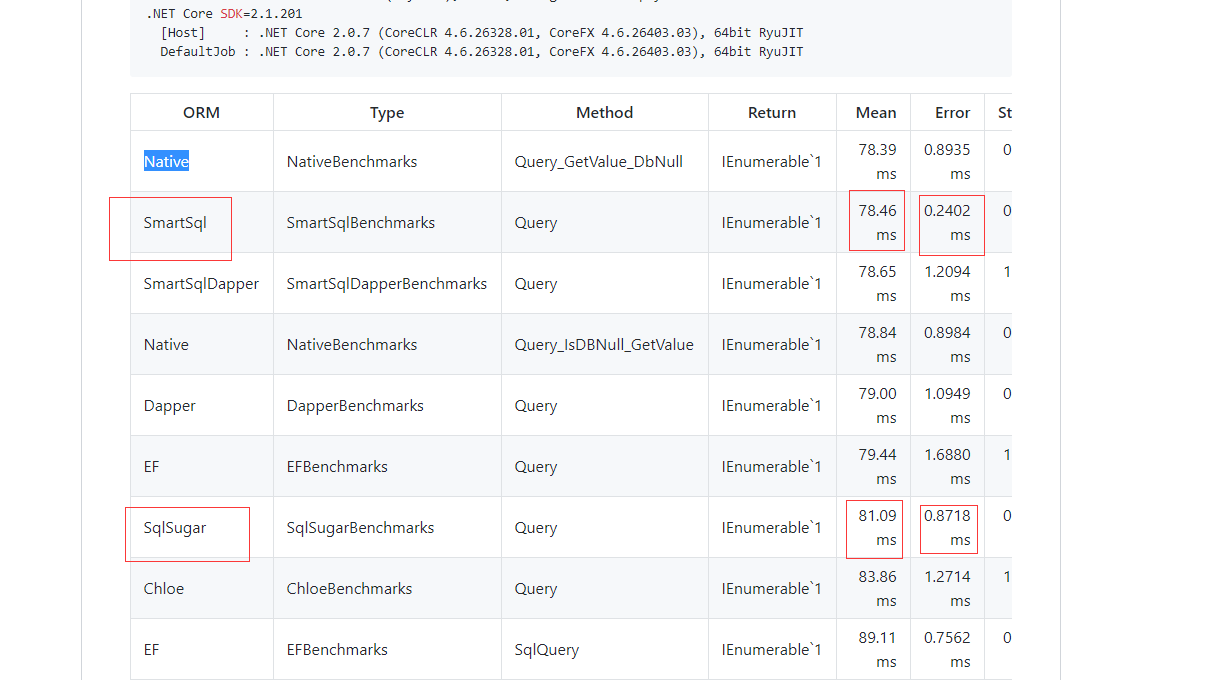 .NET Core SDK=2.1.201
[Host]     : .NET Core 2.0.7 (CoreCLR 4.6.26328.01, CoreFX 4.6.26403.03), 64bit RyuJIT
DefaultJob : .NET Core 2.0.7 (CoreCLR 4.6.26328.01, CoreFX 4.6.26403.03), 64bit RyuJIT
ORM Type Method Return Mean Error St
Native NativeBenchmarks Query_GetValue_DbNull IEnumerable`1 78.39 ms 0.8935 ms 0
SmartSql SmartSqlBenchmarks Query IEnumerable`1 78.46 ms 0.2402 ms 0
SmartSqlDapper SmartSqlDapperBenchmarks Query IEnumerable`1 78.65 ms 1.2094 ms 1
Native NativeBenchmarks Query_IsDBNull_GetValue IEnumerable`1 78.84 ms 0.8984 ms 0
Dapper DapperBenchmarks Query IEnumerable`1 79.00 ms 1.0949 ms 0
EF EFBenchmarks Query IEnumerable`1 79.44 ms 1.6880 ms 1
SqlSugar SqlSugarBenchmarks Query IEnumerable`1 81.09 ms 0.8718 ms 0
Chloe ChloeBenchmarks Query IEnumerable`1 83.86 ms 1.2714 ms 1
EF EFBenchmarks SqlQuery IEnumerable`1 89.11 ms 0.7562 ms 0